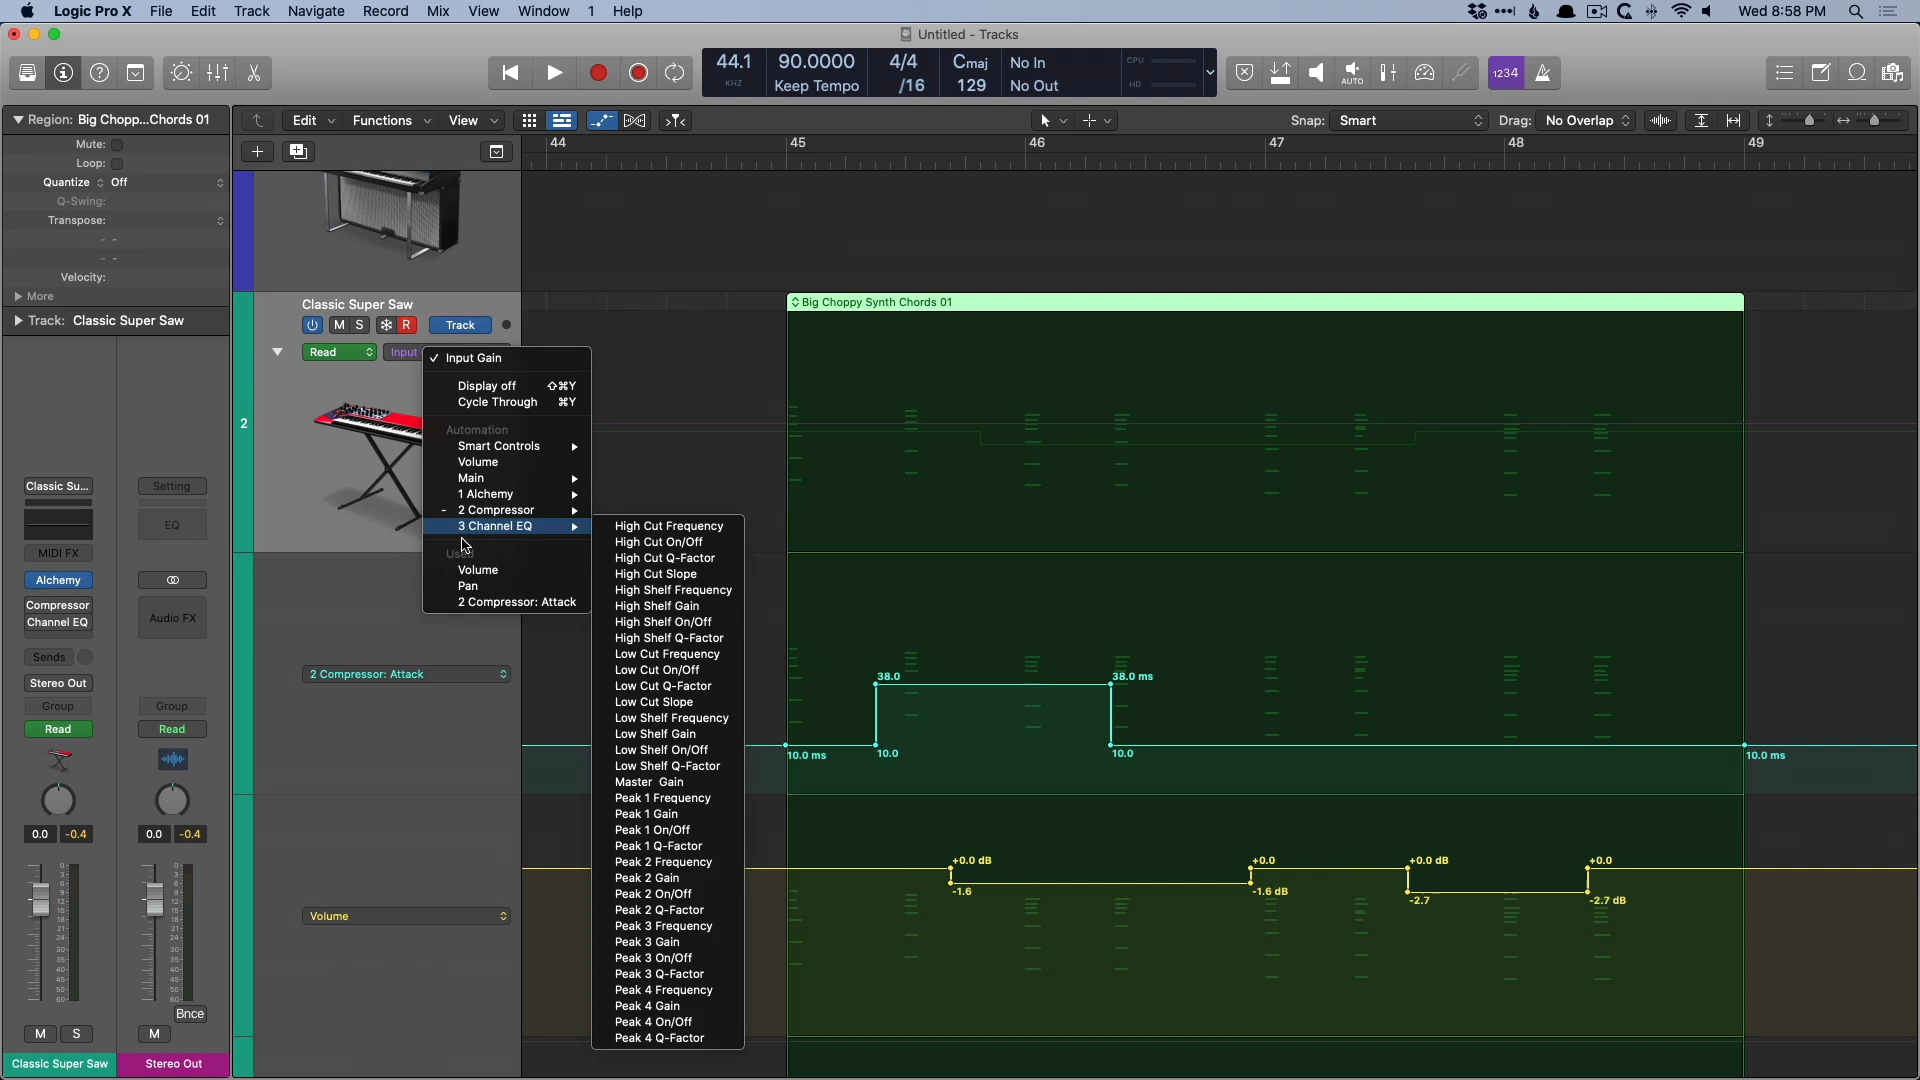 Logic Pro X File Edit Track Navigate Record Mix View Window 1 Help
Wed 8:58 PM
Untitled - Tracks
44.1
KHZ
90.0000
Keep Tempo
4/4
/16
Cmaj
129
No In
No Out
CPU
HD
AUTO
1234
Region: Big Chopp...Chords 01
Mute:
Loop:
Quantize Off
Q-Swing:
Transpose:
- -
- -
Velocity:
More
Track: Classic Super Saw
Edit Functions View
Snap: Smart
Drag: No Overlap
44 45 46 47 48 49
Classic Super Saw
M S R Track
Read Input
2
Big Choppy Synth Chords 01
✓ Input Gain
Display off ⇧⌘Y
Cycle Through ⌘Y
Automation
Smart Controls
Volume
Main
1 Alchemy
- 2 Compressor
3 Channel EQ
Used
Volume
Pan
2 Compressor: Attack
High Cut Frequency
High Cut On/Off
High Cut Q-Factor
High Cut Slope
High Shelf Frequency
High Shelf Gain
High Shelf On/Off
High Shelf Q-Factor
Low Cut Frequency
Low Cut On/Off
Low Cut Q-Factor
Low Cut Slope
Low Shelf Frequency
Low Shelf Gain
Low Shelf On/Off
Low Shelf Q-Factor
Master Gain
Peak 1 Frequency
Peak 1 Gain
Peak 1 On/Off
Peak 1 Q-Factor
Peak 2 Frequency
Peak 2 Gain
Peak 2 On/Off
Peak 2 Q-Factor
Peak 3 Frequency
Peak 3 Gain
Peak 3 On/Off
Peak 3 Q-Factor
Peak 4 Frequency
Peak 4 Gain
Peak 4 On/Off
Peak 4 Q-Factor
2 Compressor: Attack
38.0
38.0 ms
10.0 ms
10.0
10.0
10.0 ms
Volume
+0.0 dB
-1.6
+0.0
-1.6 dB
+0.0 dB
-2.7
+0.0
-2.7 dB
Classic Su...
Setting
EQ
MIDI FX
Alchemy
Compressor
Channel EQ
Audio FX
Sends
Stereo Out
Group
Group
Read
Read
0.0 -0.4
0.0 -0.4
Bnce
M S
M
Classic Super Saw
Stereo Out